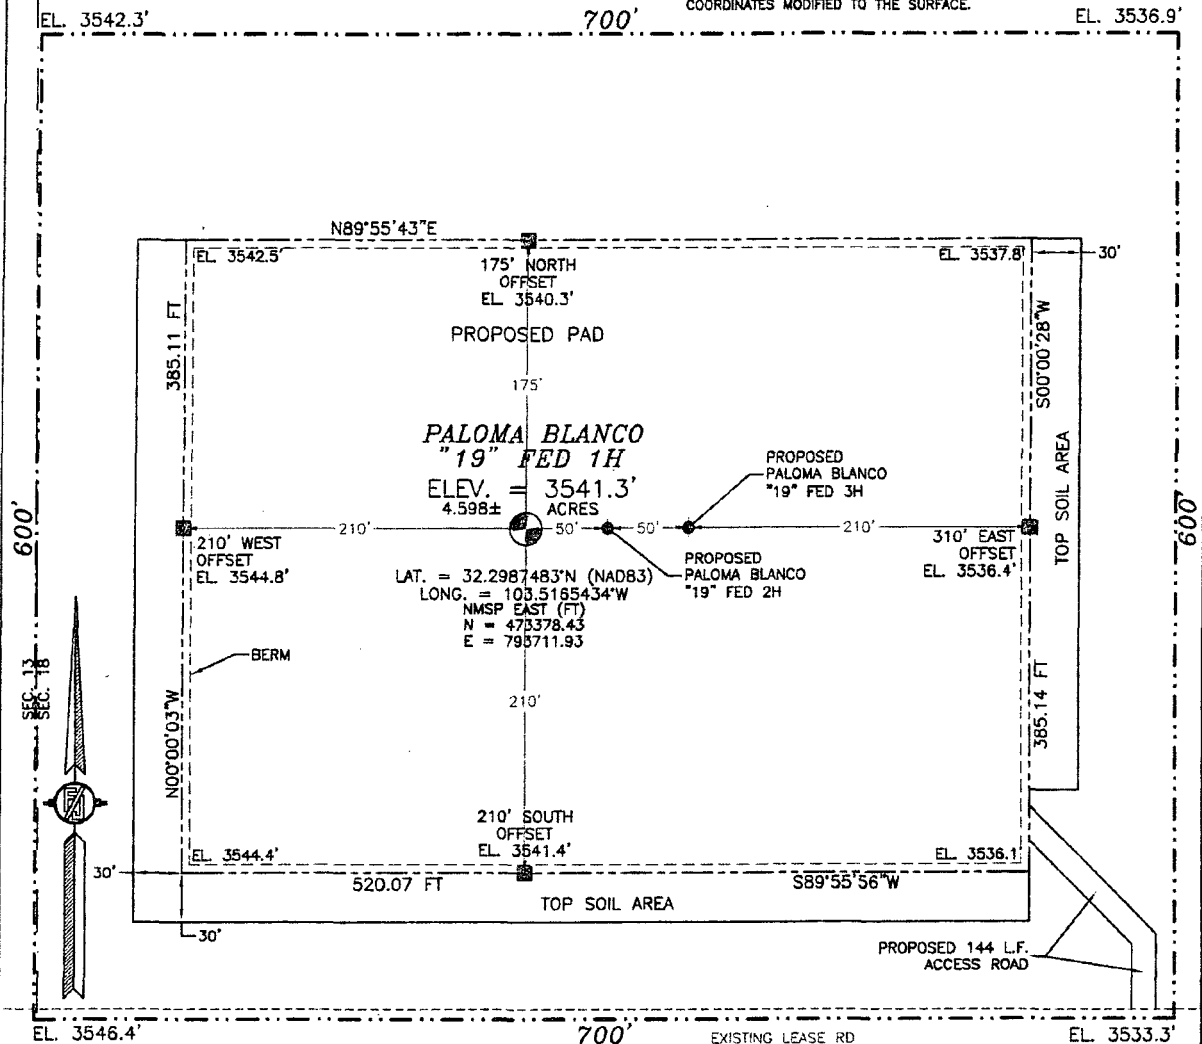 COORDINATES MODIFIED TO THE SURFACE.
EL. 3542.3'
700'
EL. 3536.9'
N89°55'43"E
EL. 3542.5'
175' NORTH
OFFSET
EL. 3540.3'
EL. 3537.8'
30'
385.11 FT
PROPOSED PAD
S00°00'28"W
175'
PALOMA BLANCO
"19" FED 1H
ELEV. = 3541.3'
4.598± ACRES
PROPOSED
PALOMA BLANCO
"19" FED 3H
TOP SOIL AREA
600'
210'
50'
50'
210'
600'
210' WEST
OFFSET
EL. 3544.8'
310' EAST
OFFSET
EL. 3536.4'
PROPOSED
PALOMA BLANCO
"19" FED 2H
LAT. = 32.2987483°N (NAD83)
LONG. = 103.5165434°W
NMSP EAST (FT)
N = 473378.43
E = 793711.93
BERM
SEC. 13
SEC. 18
N00°00'03"W
210'
385.14 FT
210' SOUTH
OFFSET
EL. 3541.4'
EL. 3544.4'
EL. 3536.1'
30'
520.07 FT
S89°55'56"W
TOP SOIL AREA
30'
PROPOSED 144 L.F.
ACCESS ROAD
EL. 3546.4'
700'
EXISTING LEASE RD
EL. 3533.3'